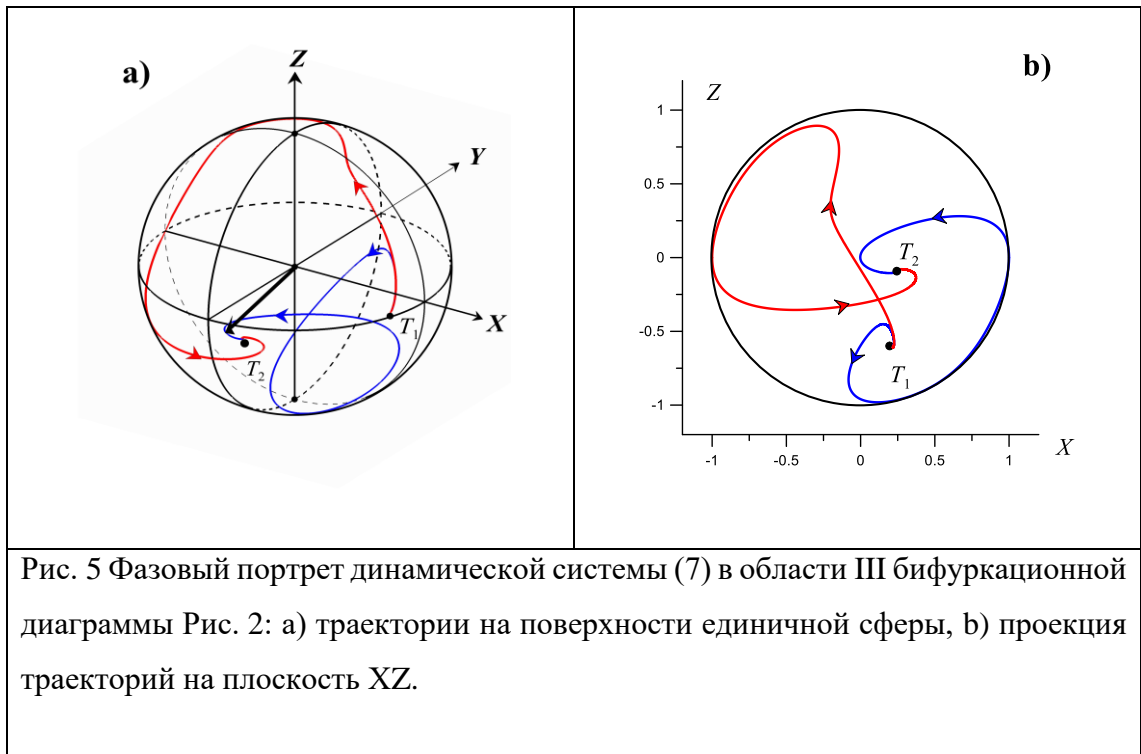 a)
Z
Y
X
T₁
T₂
b)
Z
1
0.5
0
-0.5
-1
T₂
T₁
-1
-0.5
0
0.5
1
X
Рис. 5 Фазовый портрет динамической системы (7) в области III бифуркационной
диаграммы Рис. 2: a) траектории на поверхности единичной сферы, b) проекция
траекторий на плоскость XZ.